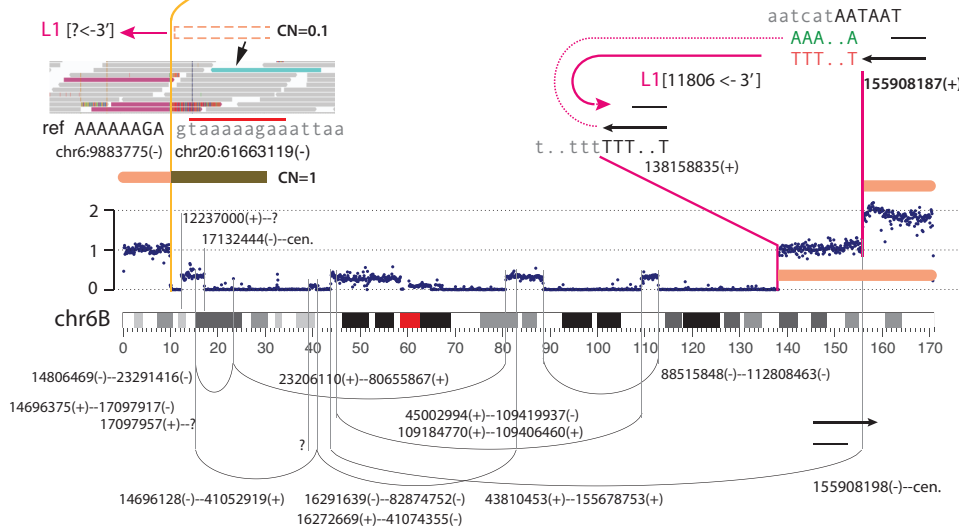 aatcatAATAAT
L1 [?<-3']
CN=0.1
AAA..A
TTT..T
L1[11806 <- 3']
155908187(+)
ref AAAAAAGA gtaaaaagaaattaa
t..tttTTT..T
chr6:9883775(-) chr20:61663119(-)
138158835(+)
CN=1
2
12237000(+)--?
17132444(-)--cen.
1
0
chr6B
0 10 20 30 40 50 60 70 80 90 100 110 120 130 140 150 160 170
14806469(-)--23291416(-)
23206110(+)--80655867(+)
88515848(-)--112808463(-)
14696375(+)--17097917(-)
17097957(+)--?
45002994(+)--109419937(-)
109184770(+)--109406460(+)
?
14696128(-)--41052919(+)
16291639(-)--82874752(-)
43810453(+)--155678753(+)
155908198(-)--cen.
16272669(+)--41074355(-)